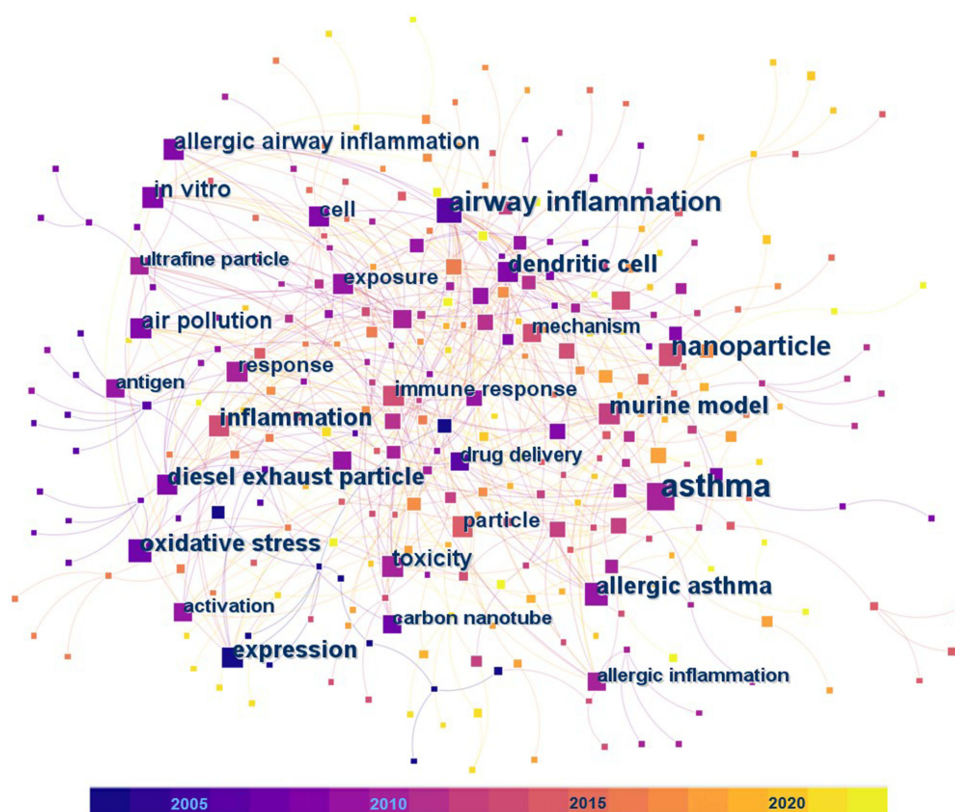 allergic airway inflammation
in vitro
airway inflammation
cell
ultrafine particle
dendritic cell
exposure
air pollution
mechanism
nanoparticle
response
antigen
immune response
murine model
inflammation
drug delivery
diesel exhaust particle
asthma
particle
oxidative stress
toxicity
allergic asthma
activation
carbon nanotube
expression
allergic inflammation
2005 2010 2015 2020